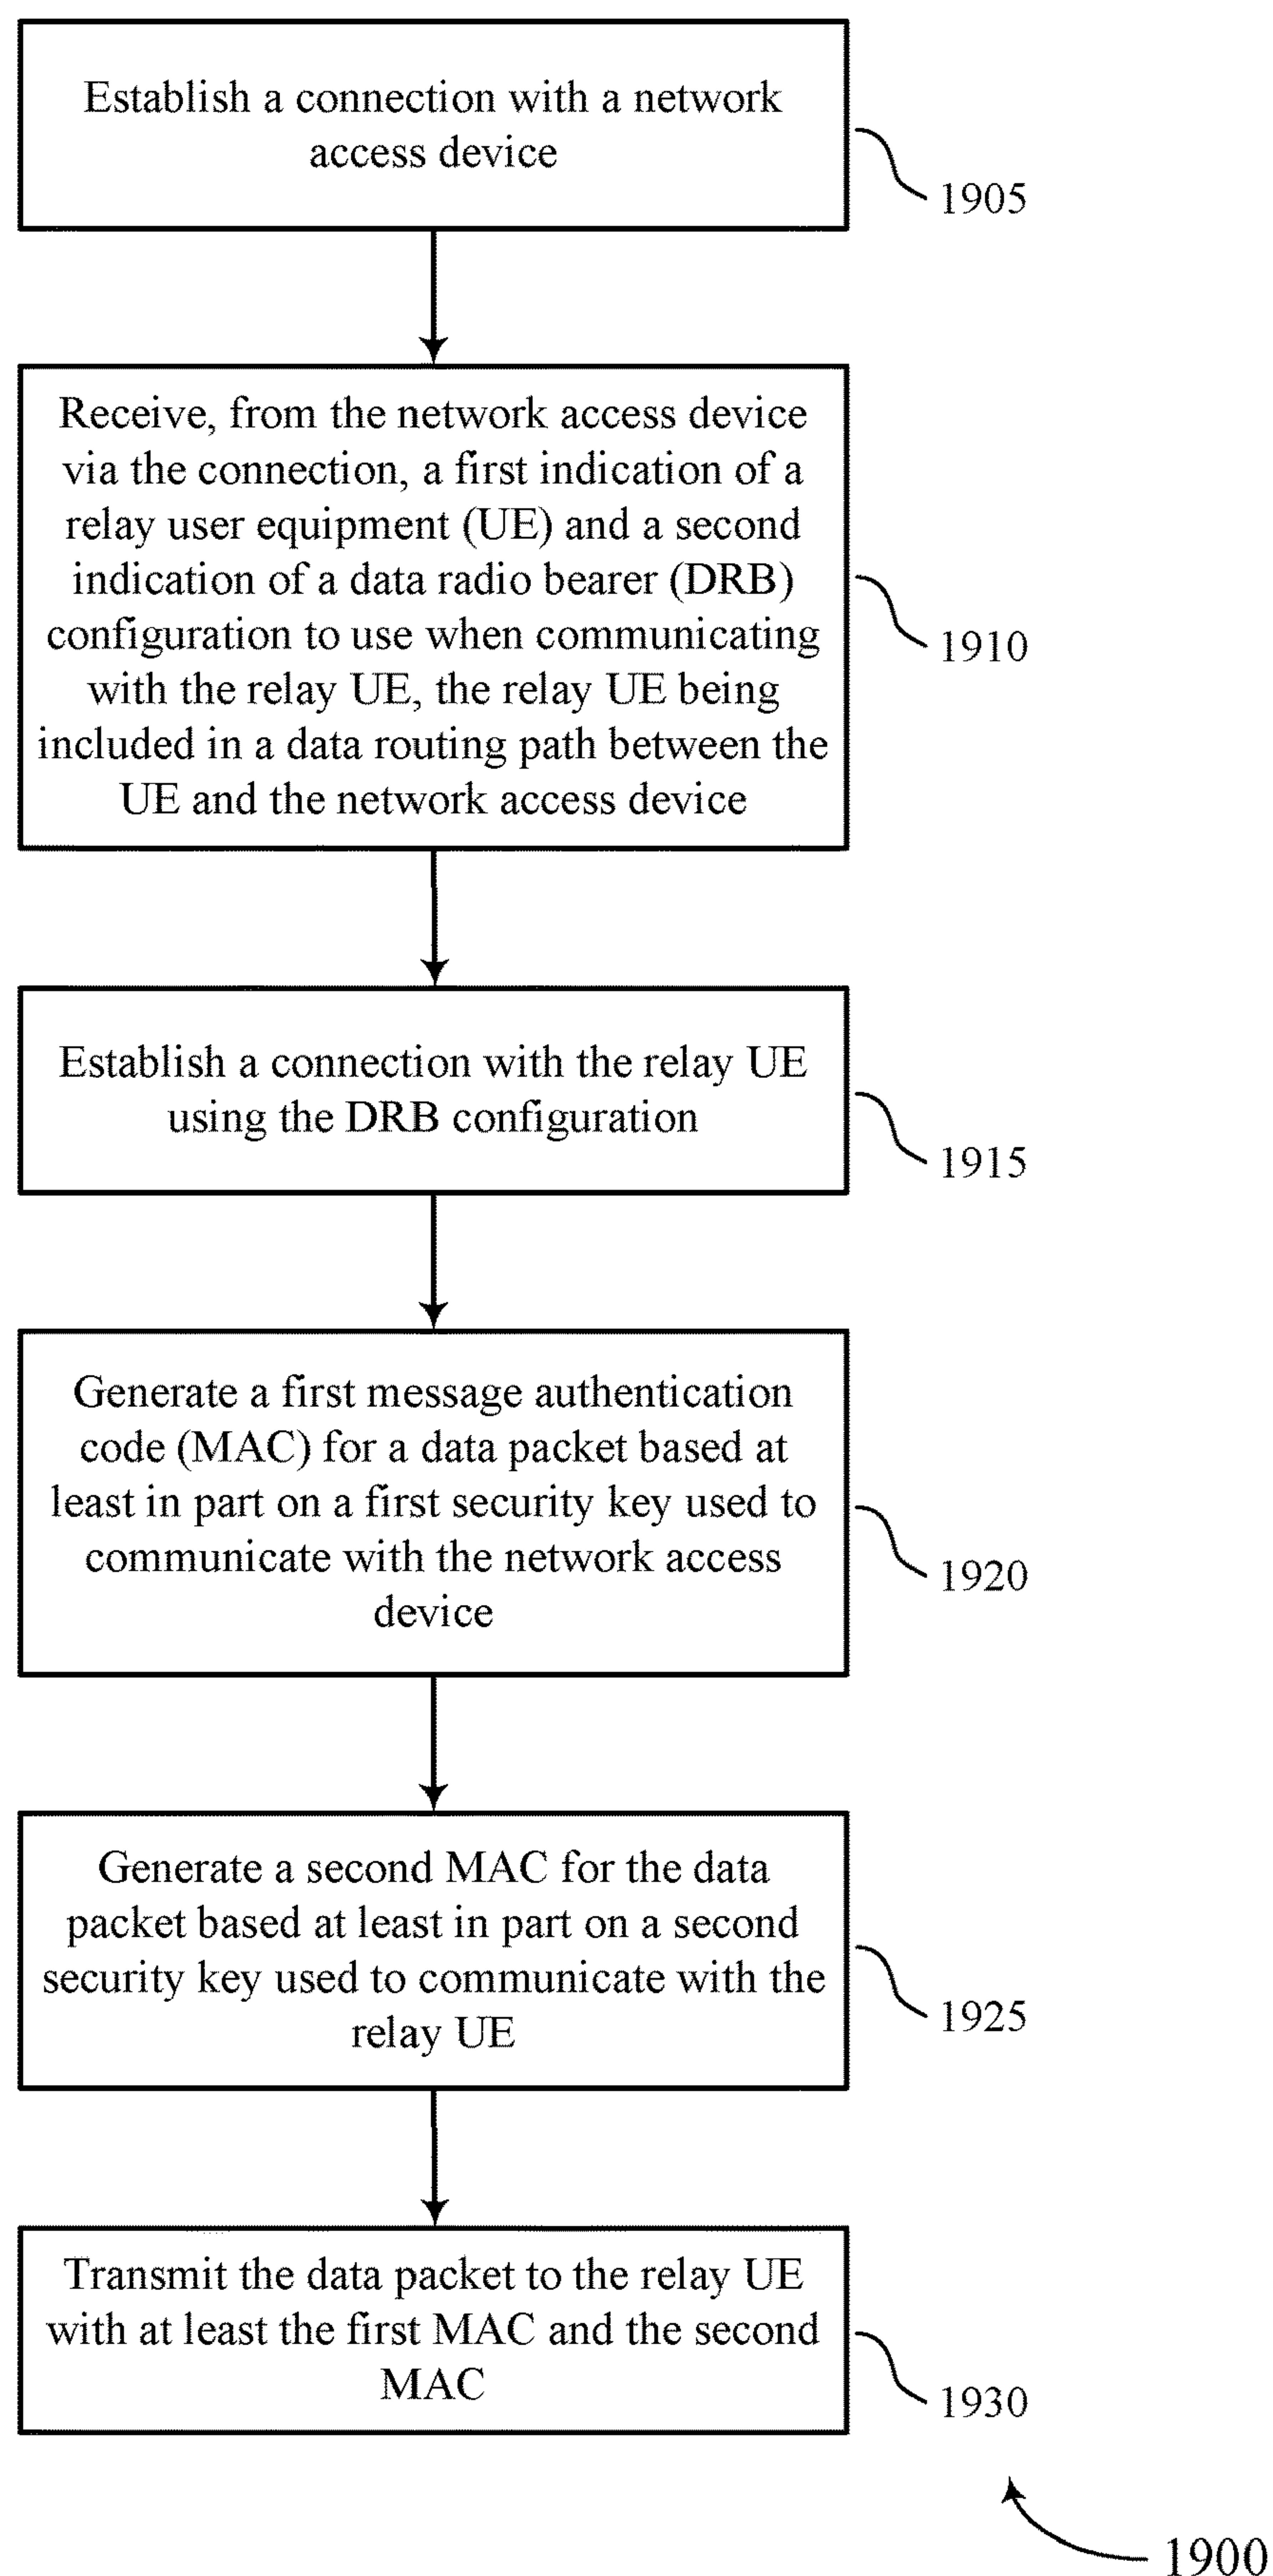 Establish a connection with a network
access device
1905
Receive, from the network access device
via the connection, a first indication of a
relay user equipment (UE) and a second
indication of a data radio bearer (DRB)
configuration to use when communicating
with the relay UE, the relay UE being
included in a data routing path between the
UE and the network access device
1910
Establish a connection with the relay UE
using the DRB configuration
1915
Generate a first message authentication
code (MAC) for a data packet based at
least in part on a first security key used to
communicate with the network access
device
1920
Generate a second MAC for the data
packet based at least in part on a second
security key used to communicate with the
relay UE
1925
Transmit the data packet to the relay UE
with at least the first MAC and the second
MAC
1930
1900